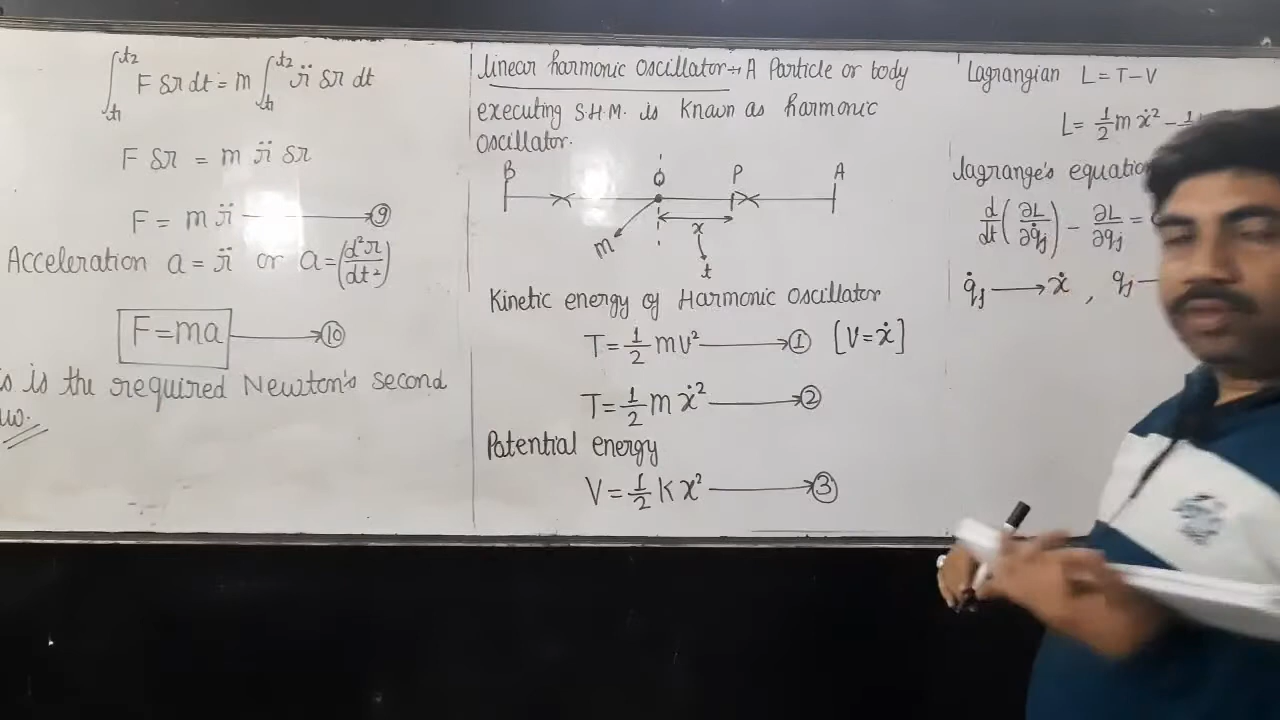 ∫t1^t2 F δr dt = m ∫t1^t2 r̈ δr dt
F δr = m r̈ δr
F = m r̈ → ⑨
Acceleration a = r̈ or a = (d²r/dt²)
F=ma → ⑩
s is the required Newton's second
w.
linear harmonic oscillator→ A Particle or body
executing S.H.M. is known as harmonic
oscillator.
B O P A
x
m
t
Kinetic energy of Harmonic Oscillator
T = 1/2 mv² → ① [V=ẋ]
T = 1/2 m ẋ² → ②
Potential energy
V = 1/2 K x² → ③
Lagrangian L = T-V
L = 1/2 m ẋ² - 1
lagrange's equation
d/dt (∂L/∂q̇j) - ∂L/∂qj =
q̇j → ẋ , qj